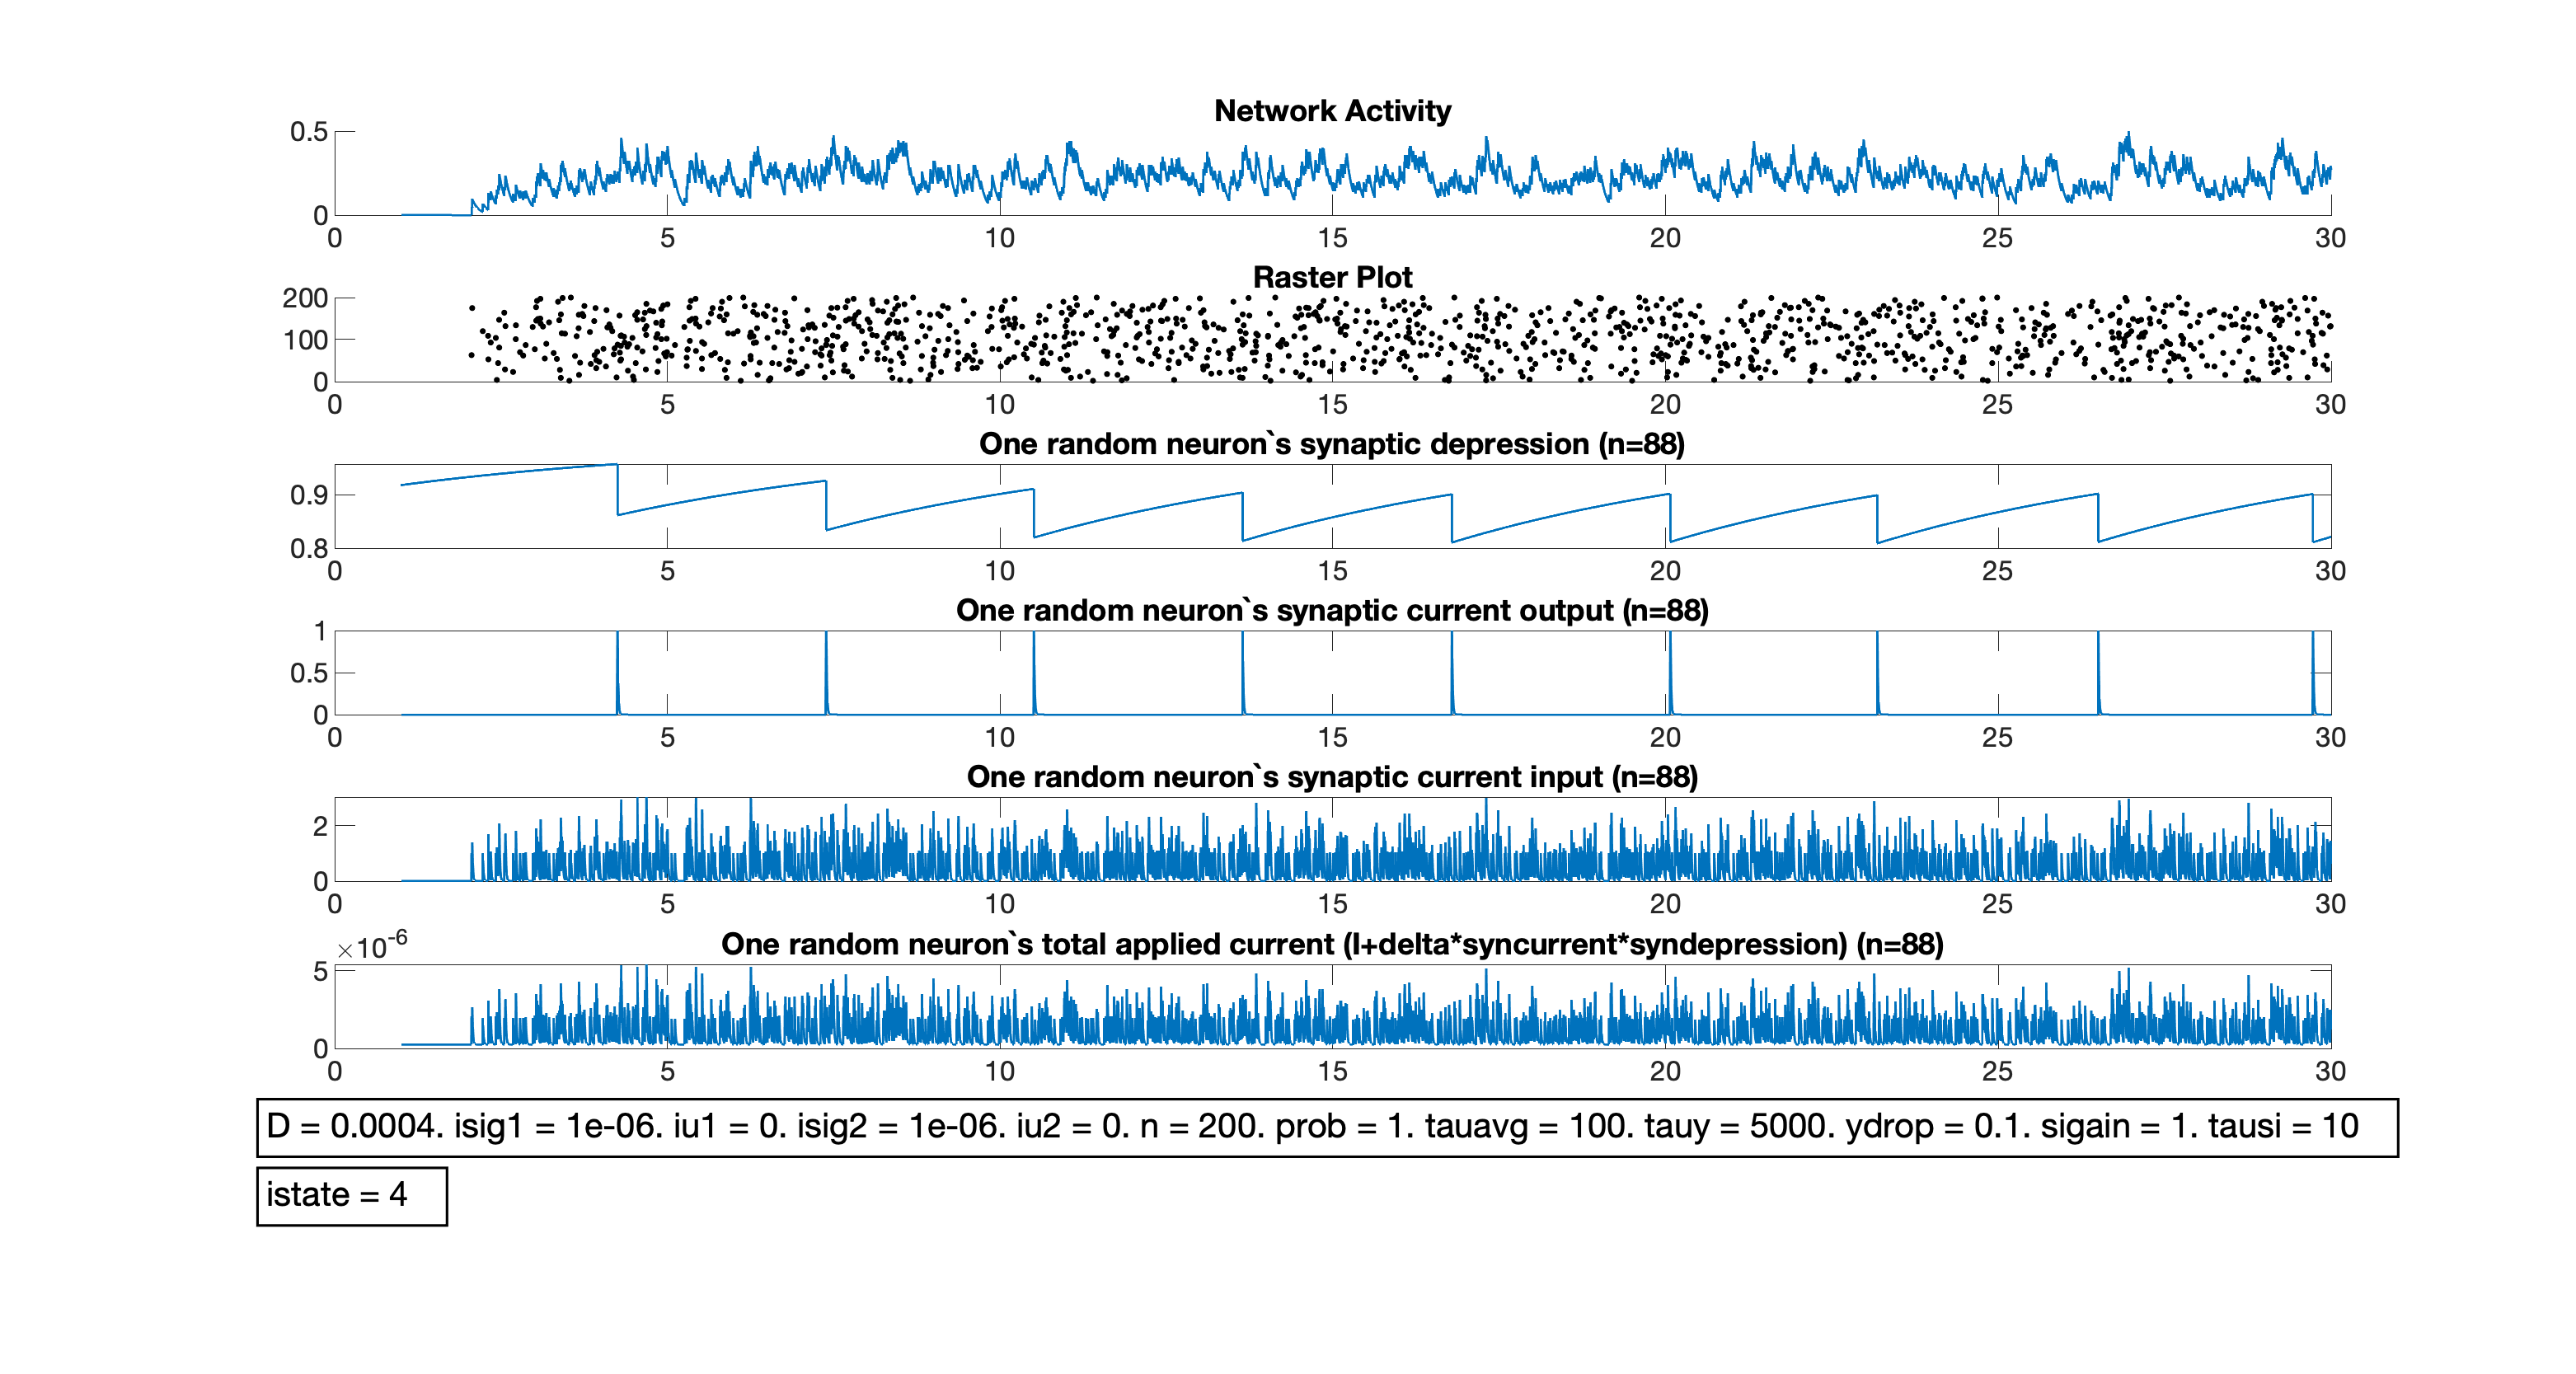 Network Activity
0.5
0
0 5 10 15 20 25 30
Raster Plot
200
100
0
0 5 10 15 20 25 30
One random neuron`s synaptic depression (n=88)
0.9
0.8
0 5 10 15 20 25 30
One random neuron`s synaptic current output (n=88)
1
0.5
0
0 5 10 15 20 25 30
One random neuron`s synaptic current input (n=88)
2
0
0 5 10 15 20 25 30
One random neuron`s total applied current (I+delta*syncurrent*syndepression) (n=88)
×10^-6
5
0
0 5 10 15 20 25 30
D = 0.0004. isig1 = 1e-06. iu1 = 0. isig2 = 1e-06. iu2 = 0. n = 200. prob = 1. tauavg = 100. tauy = 5000. ydrop = 0.1. sigain = 1. tausi = 10
istate = 4